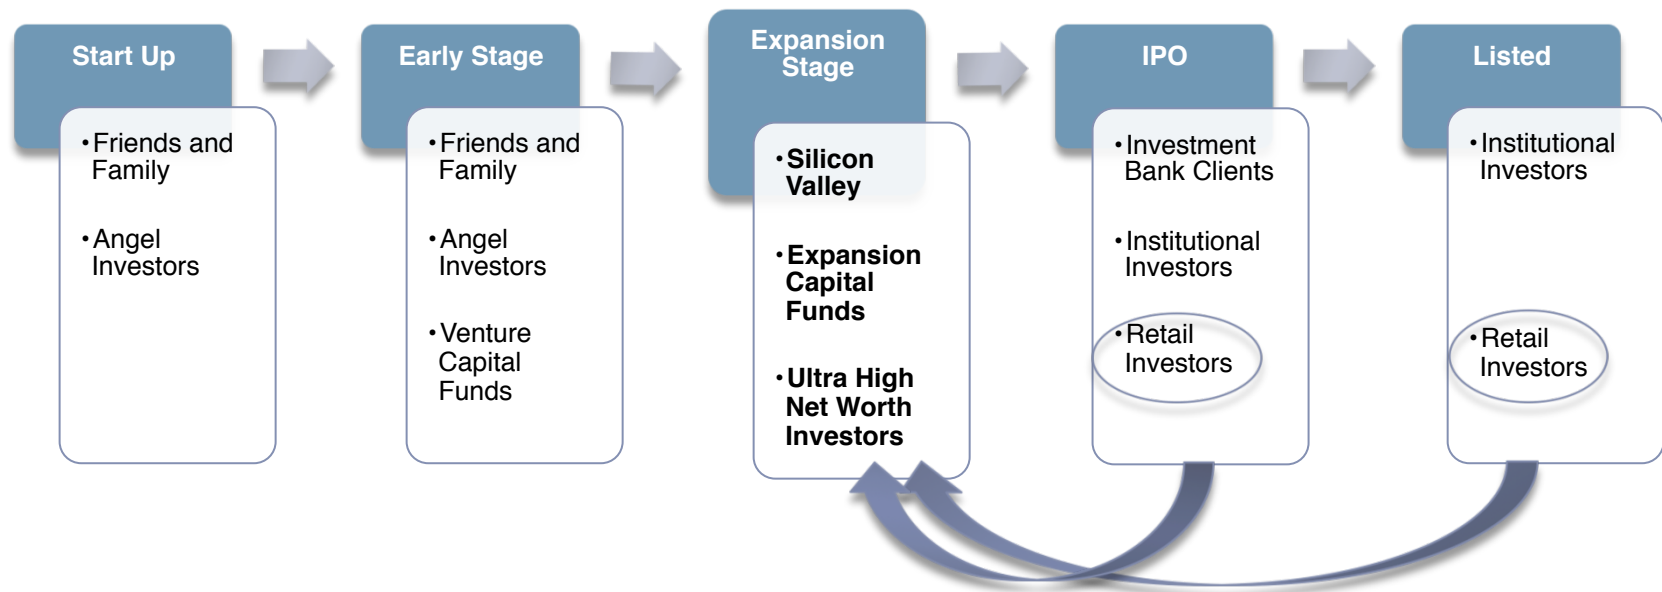 Start Up
•Friends and
Family
•Angel
Investors
Early Stage
•Friends and
Family
•Angel
Investors
•Venture
Capital
Funds
Expansion
Stage
•Silicon
Valley
•Expansion
Capital
Funds
•Ultra High
Net Worth
Investors
IPO
•Investment
Bank Clients
•Institutional
Investors
•Retail
Investors
Listed
•Institutional
Investors
•Retail
Investors